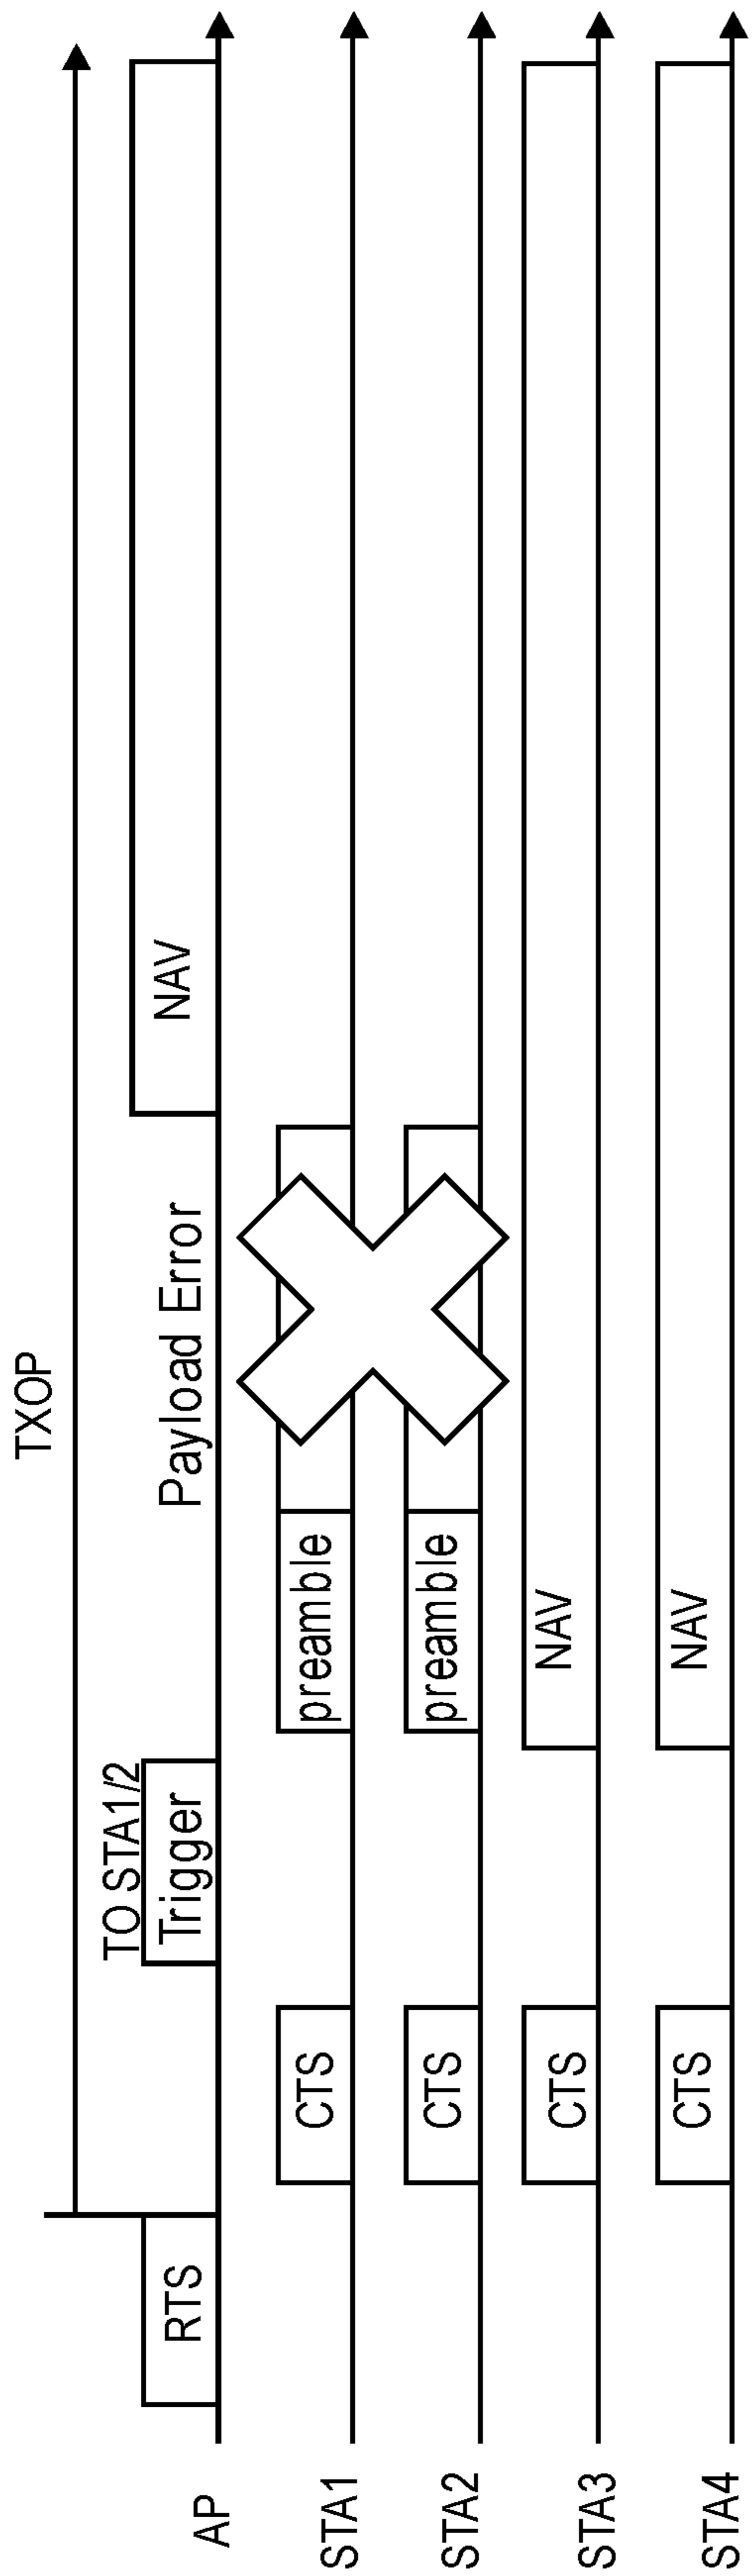 TXOP
TO STA1/2
AP
RTS
Trigger
Payload Error
NAV
STA1
CTS
preamble
STA2
CTS
preamble
STA3
CTS
NAV
STA4
CTS
NAV